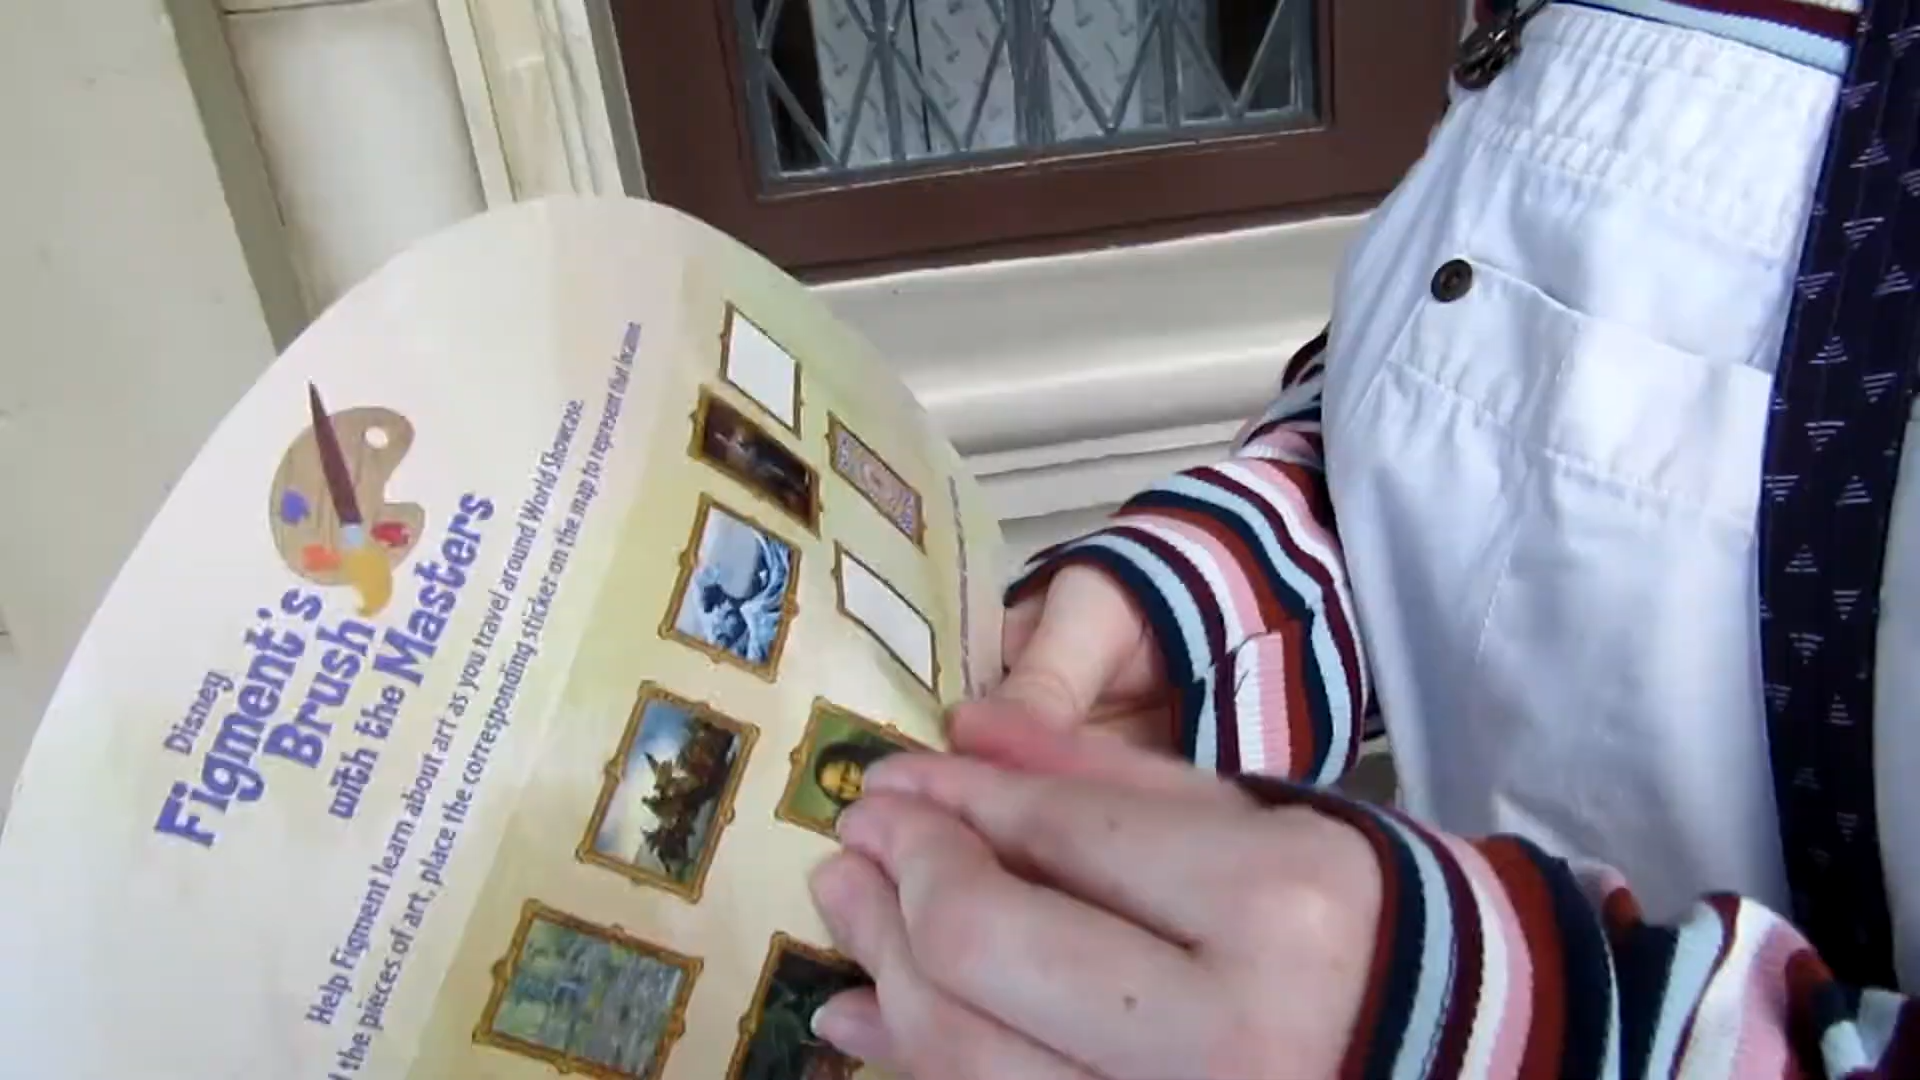 Disney
Figment's
Brush
with the Masters
Help Figment learn about art as you travel around World Showcase.
the pieces of art, place the corresponding sticker on the map to represent that